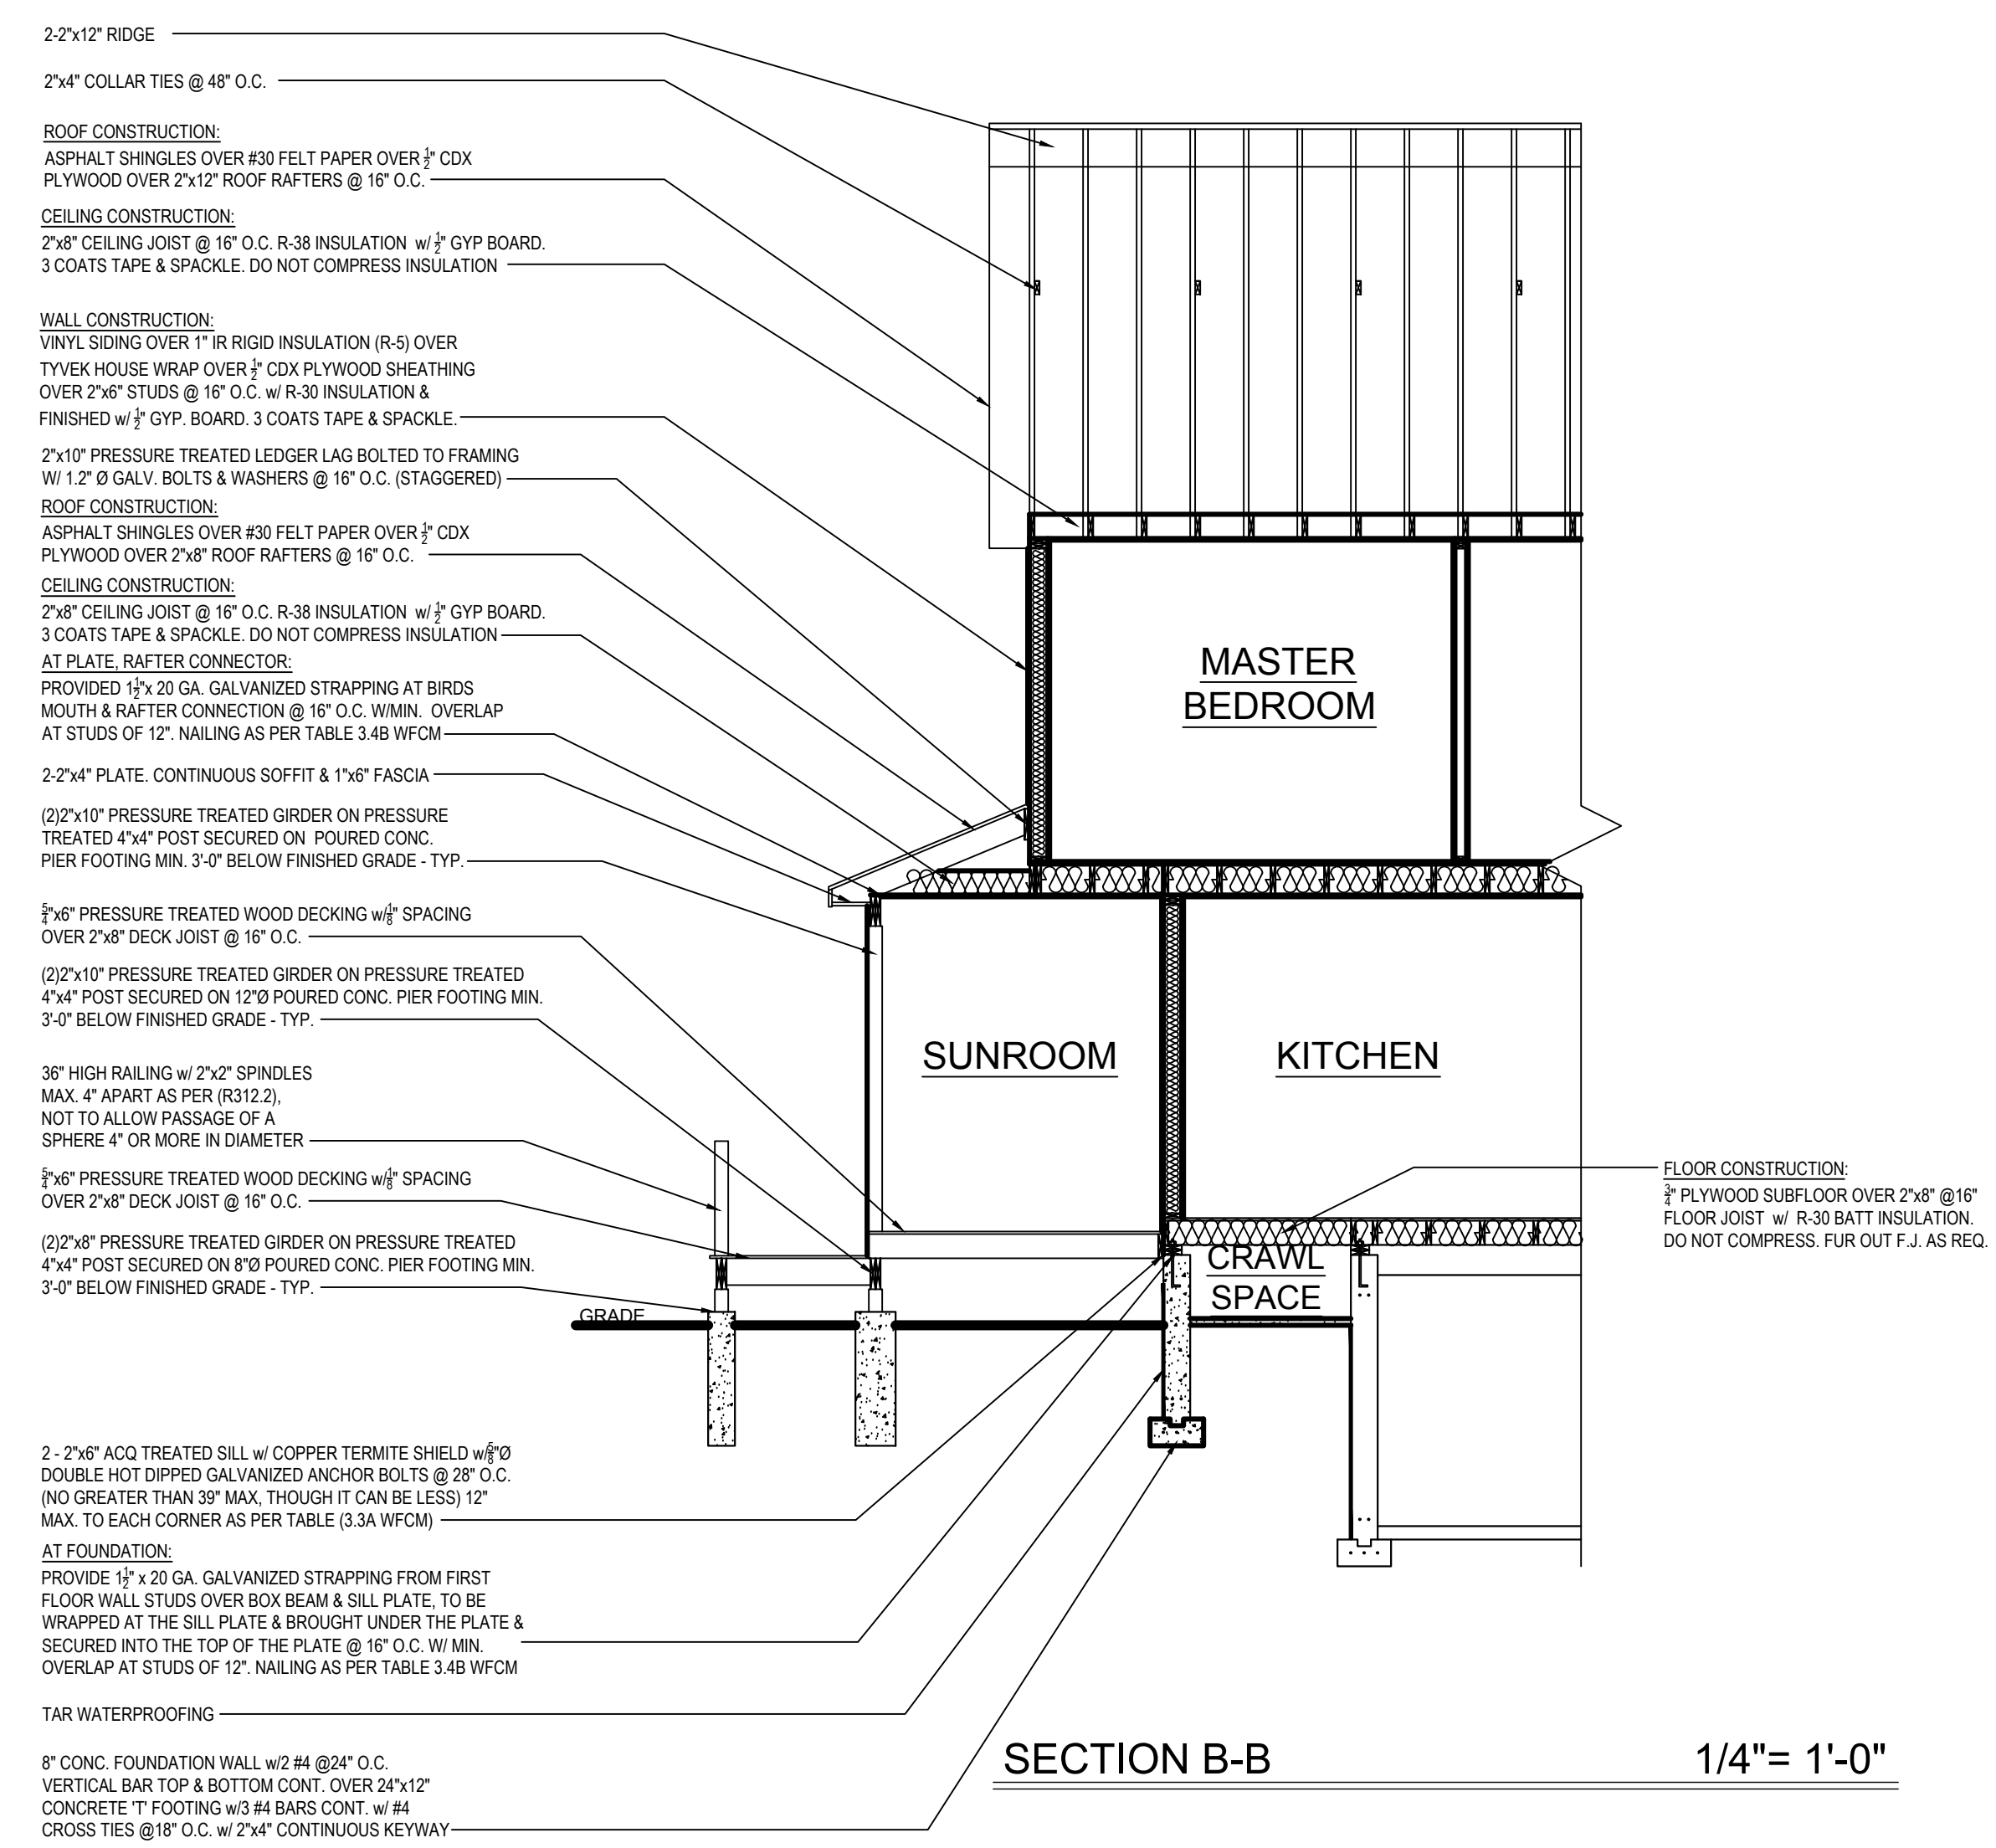 2-2"x12" RIDGE
2"x4" COLLAR TIES @ 48" O.C.
ROOF CONSTRUCTION:
ASPHALT SHINGLES OVER #30 FELT PAPER OVER 1/2" CDX
PLYWOOD OVER 2"x12" ROOF RAFTERS @ 16" O.C.
CEILING CONSTRUCTION:
2"x8" CEILING JOIST @ 16" O.C. R-38 INSULATION w/ 1/2" GYP BOARD.
3 COATS TAPE & SPACKLE. DO NOT COMPRESS INSULATION
WALL CONSTRUCTION:
VINYL SIDING OVER 1" IR RIGID INSULATION (R-5) OVER
TYVEK HOUSE WRAP OVER 1/2" CDX PLYWOOD SHEATHING
OVER 2"x6" STUDS @ 16" O.C. w/ R-30 INSULATION &
FINISHED w/ 1/2" GYP. BOARD. 3 COATS TAPE & SPACKLE.
2"x10" PRESSURE TREATED LEDGER LAG BOLTED TO FRAMING
W/ 1.2" Ø GALV. BOLTS & WASHERS @ 16" O.C. (STAGGERED)
ROOF CONSTRUCTION:
ASPHALT SHINGLES OVER #30 FELT PAPER OVER 1/2" CDX
PLYWOOD OVER 2"x8" ROOF RAFTERS @ 16" O.C.
CEILING CONSTRUCTION:
2"x8" CEILING JOIST @ 16" O.C. R-38 INSULATION w/ 1/2" GYP BOARD.
3 COATS TAPE & SPACKLE. DO NOT COMPRESS INSULATION
AT PLATE, RAFTER CONNECTOR:
PROVIDED 1 1/2"x 20 GA. GALVANIZED STRAPPING AT BIRDS
MOUTH & RAFTER CONNECTION @ 16" O.C. W/MIN. OVERLAP
AT STUDS OF 12". NAILING AS PER TABLE 3.4B WFCM
2-2"x4" PLATE. CONTINUOUS SOFFIT & 1"x6" FASCIA
(2)2"x10" PRESSURE TREATED GIRDER ON PRESSURE
TREATED 4"x4" POST SECURED ON POURED CONC.
PIER FOOTING MIN. 3'-0" BELOW FINISHED GRADE - TYP.
5/4"x6" PRESSURE TREATED WOOD DECKING w/1/8" SPACING
OVER 2"x8" DECK JOIST @ 16" O.C.
(2)2"x10" PRESSURE TREATED GIRDER ON PRESSURE TREATED
4"x4" POST SECURED ON 12"Ø POURED CONC. PIER FOOTING MIN.
3'-0" BELOW FINISHED GRADE - TYP.
36" HIGH RAILING w/ 2"x2" SPINDLES
MAX. 4" APART AS PER (R312.2),
NOT TO ALLOW PASSAGE OF A
SPHERE 4" OR MORE IN DIAMETER
5/4"x6" PRESSURE TREATED WOOD DECKING w/1/8" SPACING
OVER 2"x8" DECK JOIST @ 16" O.C.
(2)2"x8" PRESSURE TREATED GIRDER ON PRESSURE TREATED
4"x4" POST SECURED ON 8"Ø POURED CONC. PIER FOOTING MIN.
3'-0" BELOW FINISHED GRADE - TYP.
2 - 2"x6" ACQ TREATED SILL w/ COPPER TERMITE SHIELD w/5/8"Ø
DOUBLE HOT DIPPED GALVANIZED ANCHOR BOLTS @ 28" O.C.
(NO GREATER THAN 39" MAX, THOUGH IT CAN BE LESS) 12"
MAX. TO EACH CORNER AS PER TABLE (3.3A WFCM)
AT FOUNDATION:
PROVIDE 1 1/2" x 20 GA. GALVANIZED STRAPPING FROM FIRST
FLOOR WALL STUDS OVER BOX BEAM & SILL PLATE, TO BE
WRAPPED AT THE SILL PLATE & BROUGHT UNDER THE PLATE &
SECURED INTO THE TOP OF THE PLATE @ 16" O.C. W/ MIN.
OVERLAP AT STUDS OF 12". NAILING AS PER TABLE 3.4B WFCM
TAR WATERPROOFING
8" CONC. FOUNDATION WALL w/2 #4 @24" O.C.
VERTICAL BAR TOP & BOTTOM CONT. OVER 24"x12"
CONCRETE 'T' FOOTING w/3 #4 BARS CONT. w/ #4
CROSS TIES @18" O.C. w/ 2"x4" CONTINUOUS KEYWAY
MASTER
BEDROOM
SUNROOM
KITCHEN
CRAWL
SPACE
GRADE
FLOOR CONSTRUCTION:
3/4" PLYWOOD SUBFLOOR OVER 2"x8" @16"
FLOOR JOIST w/ R-30 BATT INSULATION.
DO NOT COMPRESS. FUR OUT F.J. AS REQ.
SECTION B-B
1/4"= 1'-0"